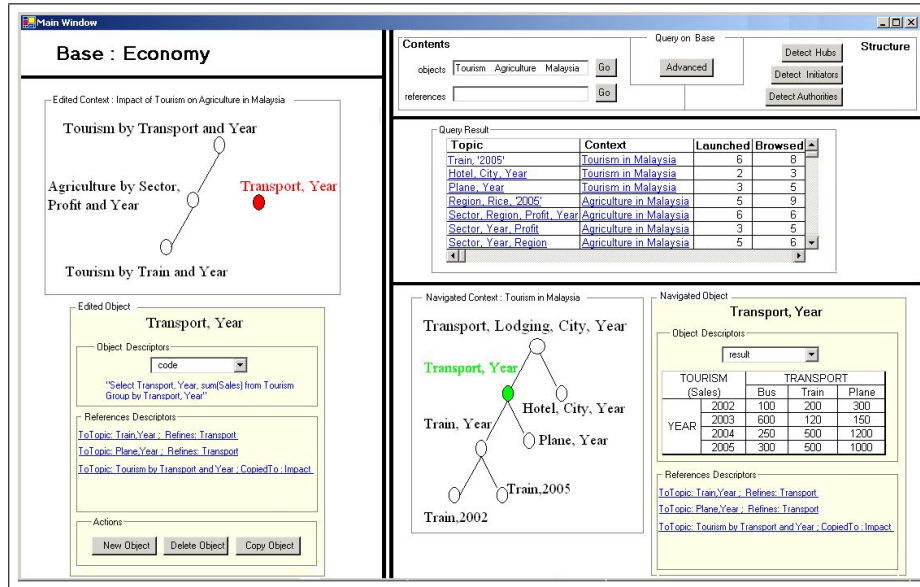 Main Window
Base : Economy
Edited Context : Impact of Tourism on Agriculture in Malaysia
Tourism by Transport and Year
Agriculture by Sector,
Profit and Year
Transport, Year
Tourism by Train and Year
Edited Object
Transport, Year
Object Descriptors
code
"Select Transport, Year, sum(Sales) from Tourism
Group by Transport, Year"
References Descriptors
ToTopic: Train,Year ; Refines: Transport
ToTopic: Plane,Year ; Refines: Transport
ToTopic: Tourism by Transport and Year ; CopiedTo : Impact
Actions
New Object Delete Object Copy Object
Contents
objects Tourism Agriculture Malaysia Go
references Go
Query on Base
Advanced
Structure
Detect Hubs
Detect Initiators
Detect Authorities
Query Result
Topic Context Launched Browsed
Train, '2005' Tourism in Malaysia 6 8
Hotel, City, Year Tourism in Malaysia 2 3
Plane, Year Tourism in Malaysia 3 5
Region, Rice, '2005' Agriculture in Malaysia 5 9
Sector, Region, Profit, Year Agriculture in Malaysia 6 6
Sector, Year, Profit Agriculture in Malaysia 3 5
Sector, Year, Region Agriculture in Malaysia 5 6
Navigated Context : Tourism in Malaysia
Transport, Lodging, City, Year
Transport, Year
Hotel, City, Year
Train, Year
Plane, Year
Train,2005
Train,2002
Navigated Object
Transport, Year
Object Descriptors
result
TOURISM TRANSPORT
(Sales) Bus Train Plane
YEAR
2002 100 200 300
2003 600 120 150
2004 250 500 1200
2005 300 500 1000
References Descriptors
ToTopic: Train,Year ; Refines: Transport
ToTopic: Plane,Year ; Refines: Transport
ToTopic: Tourism by Transport and Year ; CopiedTo : Impact